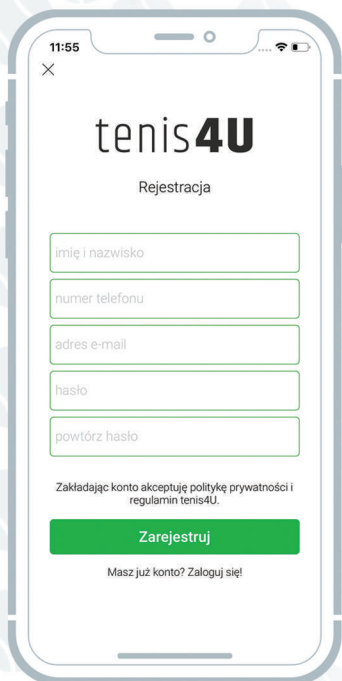 11:55
tenis4U
Rejestracja
imię i nazwisko
numer telefonu
adres e-mail
hasło
powtórz hasło
Zakładając konto akceptuję politykę prywatności i
regulamin tenis4U.
Zarejestruj
Masz już konto? Zaloguj się!